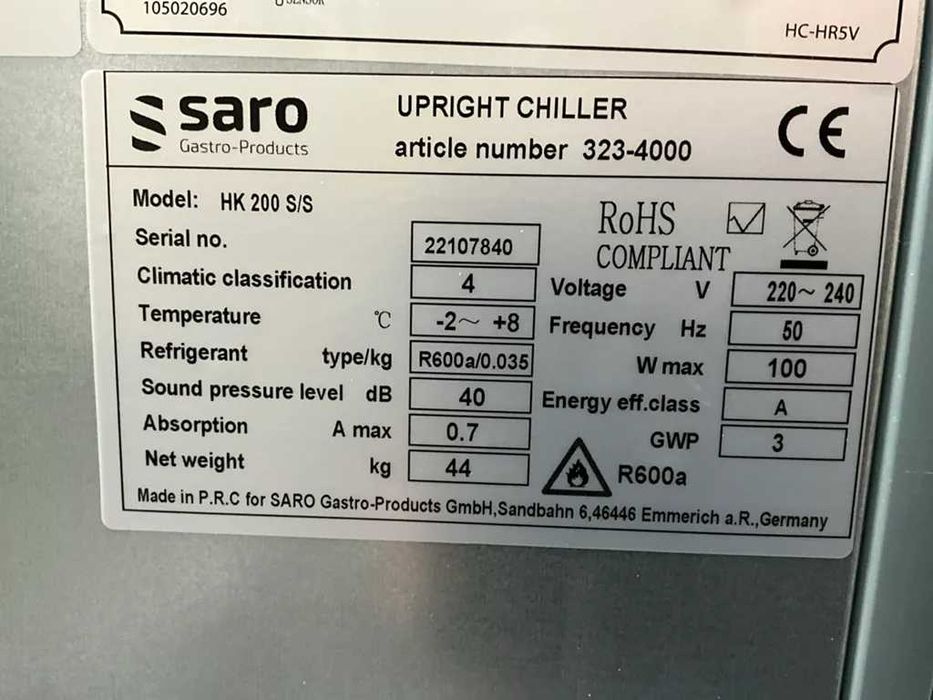 105020696
SENSOR
HC-HR5V
saro
Gastro-Products
UPRIGHT CHILLER
article number 323-4000
CE
Model: HK 200 S/S
Serial no. 22107840
Climatic classification 4
Temperature °C -2～ +8
Refrigerant type/kg R600a/0.035
Sound pressure level dB 40
Absorption A max 0.7
Net weight kg 44
RoHS
COMPLIANT
Voltage V 220～ 240
Frequency Hz 50
W max 100
Energy eff.class A
GWP 3
R600a
Made in P.R.C for SARO Gastro-Products GmbH,Sandbahn 6,46446 Emmerich a.R.,Germany